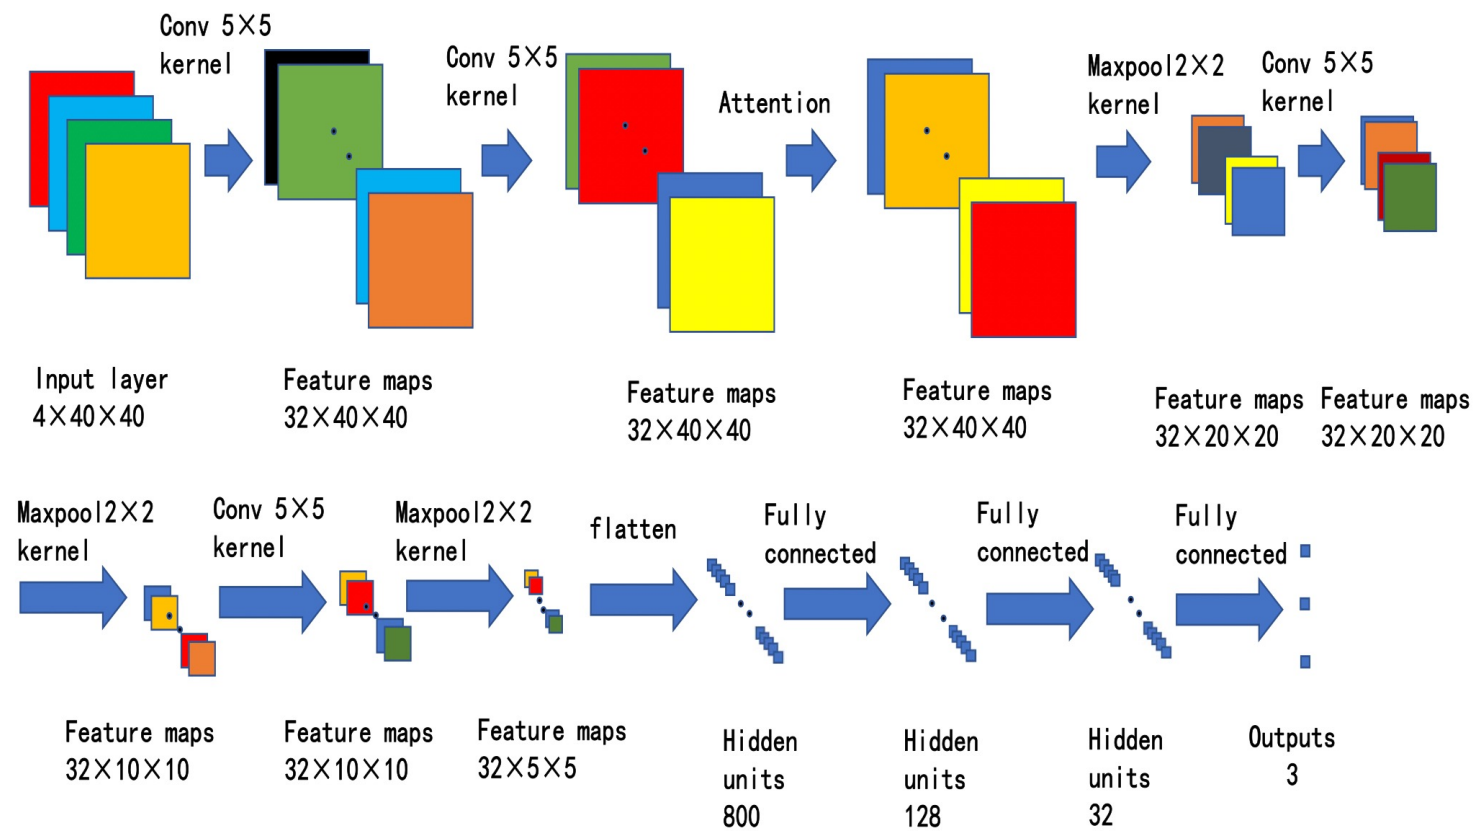 Conv 5×5
kernel
Conv 5×5
kernel
Attention
Maxpool2×2
kernel
Conv 5×5
kernel
Input layer
4×40×40
Feature maps
32×40×40
Feature maps
32×40×40
Feature maps
32×40×40
Feature maps
32×20×20
Feature maps
32×20×20
Maxpool2×2
kernel
Conv 5×5
kernel
Maxpool2×2
kernel
flatten
Fully
connected
Fully
connected
Fully
connected
Feature maps
32×10×10
Feature maps
32×10×10
Feature maps
32×5×5
Hidden
units
800
Hidden
units
128
Hidden
units
32
Outputs
3